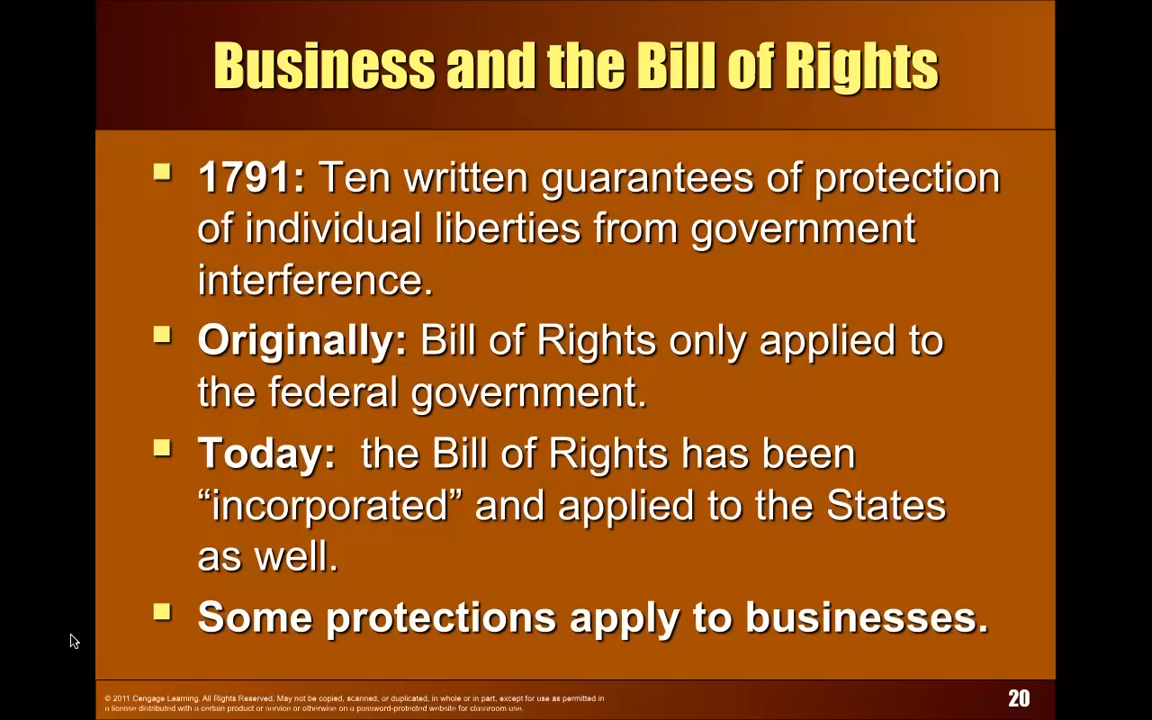 Business and the Bill of Rights
1791: Ten written guarantees of protection
of individual liberties from government
interference.
Originally: Bill of Rights only applied to
the federal government.
Today: the Bill of Rights has been
“incorporated” and applied to the States
as well.
Some protections apply to businesses.
© 2011 Cengage Learning. All Rights Reserved. May not be copied, scanned, or duplicated, in whole or in part, except for use as permitted in
a license distributed with a certain product or service or otherwise on a password-protected website for classroom use.
20